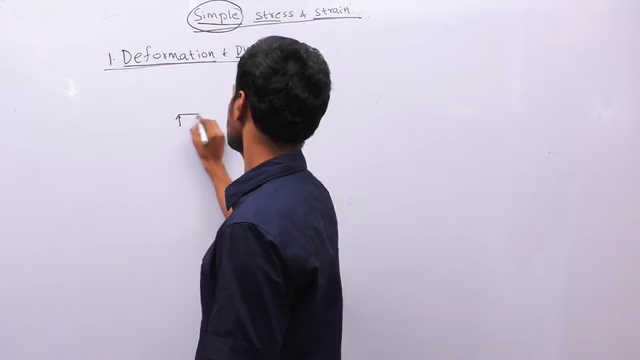 Simple Stress & Strain
1. Deformation &